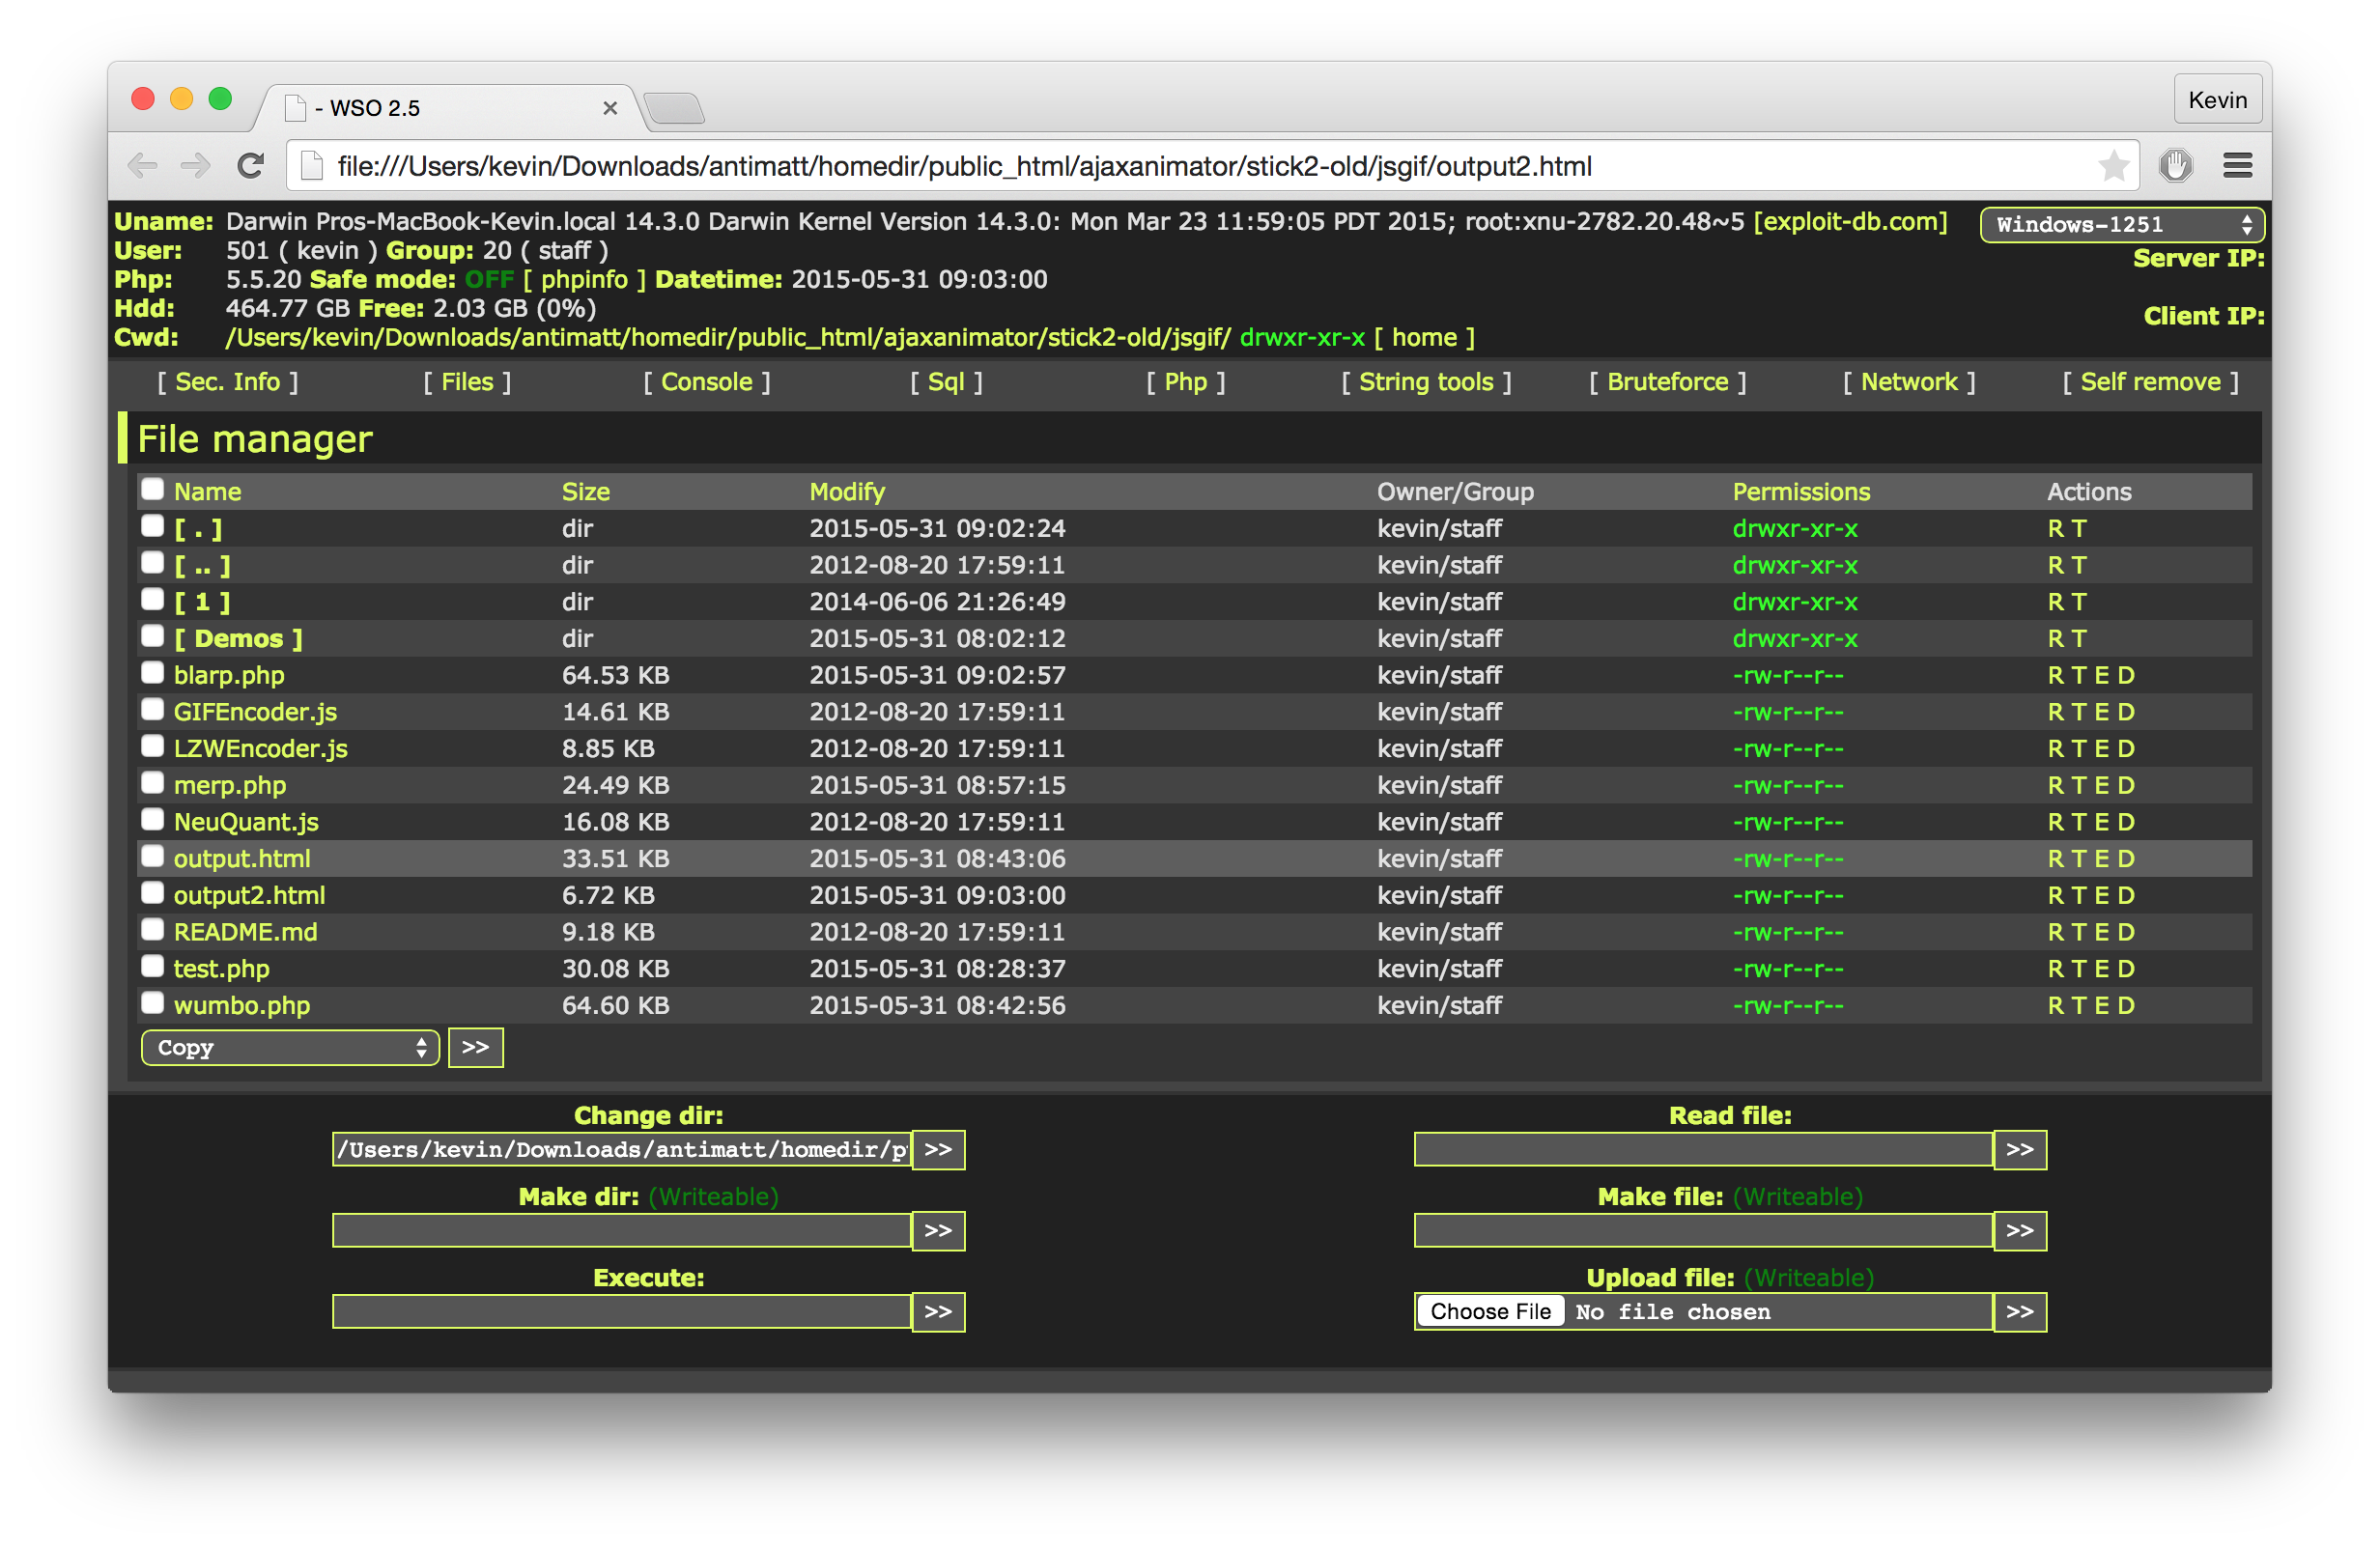 - WSO 2.5
Kevin
file:///Users/kevin/Downloads/antimatt/homedir/public_html/ajaxanimator/stick2-old/jsgif/output2.html
Uname: Darwin Pros-MacBook-Kevin.local 14.3.0 Darwin Kernel Version 14.3.0: Mon Mar 23 11:59:05 PDT 2015; root:xnu-2782.20.48~5 [exploit-db.com] Windows-1251
User: 501 ( kevin ) Group: 20 ( staff )
Server IP:
Php: 5.5.20 Safe mode: OFF [ phpinfo ] Datetime: 2015-05-31 09:03:00
Hdd: 464.77 GB Free: 2.03 GB (0%)
Client IP:
Cwd: /Users/kevin/Downloads/antimatt/homedir/public_html/ajaxanimator/stick2-old/jsgif/ drwxr-xr-x [ home ]
[ Sec. Info ] [ Files ] [ Console ] [ Sql ] [ Php ] [ String tools ] [ Bruteforce ] [ Network ] [ Self remove ]
File manager
Name Size Modify Owner/Group Permissions Actions
[ . ] dir 2015-05-31 09:02:24 kevin/staff drwxr-xr-x R T
[ .. ] dir 2012-08-20 17:59:11 kevin/staff drwxr-xr-x R T
[ 1 ] dir 2014-06-06 21:26:49 kevin/staff drwxr-xr-x R T
[ Demos ] dir 2015-05-31 08:02:12 kevin/staff drwxr-xr-x R T
blarp.php 64.53 KB 2015-05-31 09:02:57 kevin/staff -rw-r--r-- R T E D
GIFEncoder.js 14.61 KB 2012-08-20 17:59:11 kevin/staff -rw-r--r-- R T E D
LZWEncoder.js 8.85 KB 2012-08-20 17:59:11 kevin/staff -rw-r--r-- R T E D
merp.php 24.49 KB 2015-05-31 08:57:15 kevin/staff -rw-r--r-- R T E D
NeuQuant.js 16.08 KB 2012-08-20 17:59:11 kevin/staff -rw-r--r-- R T E D
output.html 33.51 KB 2015-05-31 08:43:06 kevin/staff -rw-r--r-- R T E D
output2.html 6.72 KB 2015-05-31 09:03:00 kevin/staff -rw-r--r-- R T E D
README.md 9.18 KB 2012-08-20 17:59:11 kevin/staff -rw-r--r-- R T E D
test.php 30.08 KB 2015-05-31 08:28:37 kevin/staff -rw-r--r-- R T E D
wumbo.php 64.60 KB 2015-05-31 08:42:56 kevin/staff -rw-r--r-- R T E D
Copy >>
Change dir: Read file:
/Users/kevin/Downloads/antimatt/homedir/p >> >>
Make dir: (Writeable) Make file: (Writeable)
>> >>
Execute: Upload file: (Writeable)
>> Choose File No file chosen >>